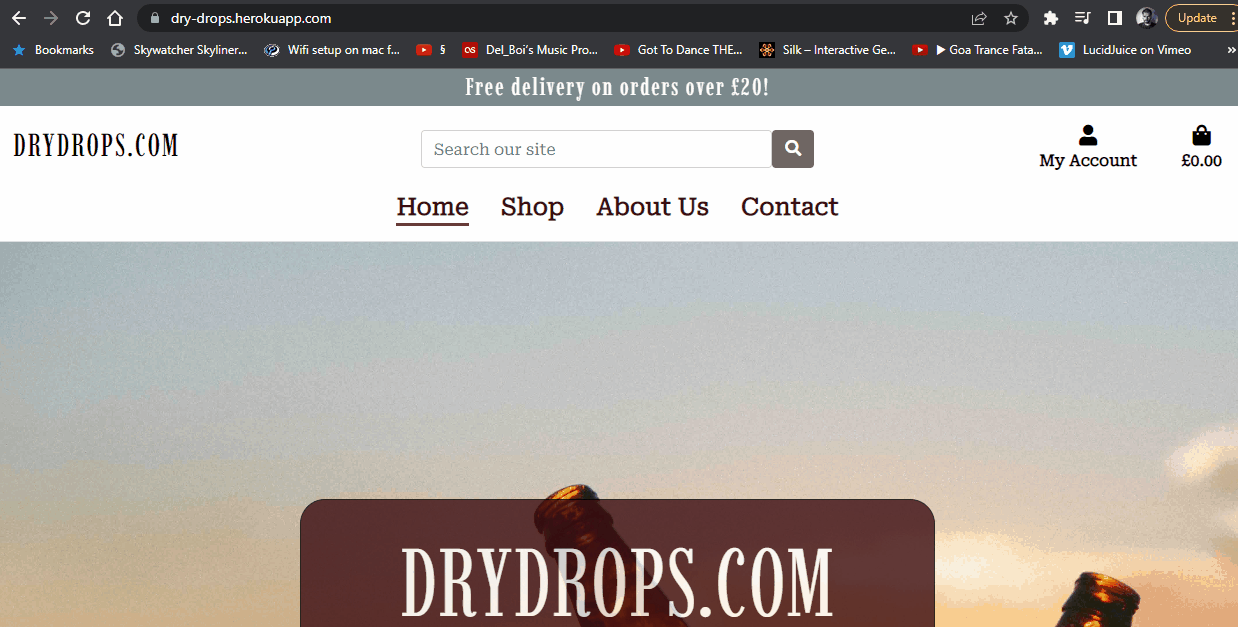 dry-drops.herokuapp.com
Update
Bookmarks
Skywatcher Skyliner...
Wifi setup on mac f...
§
Del_Boi's Music Pro...
Got To Dance THE...
Silk – Interactive Ge...
▶ Goa Trance Fata...
LucidJuice on Vimeo
»
Free delivery on orders over £20!
DRYDROPS.COM
Search our site
My Account
£0.00
Home Shop About Us Contact
DRYDROPS.COM